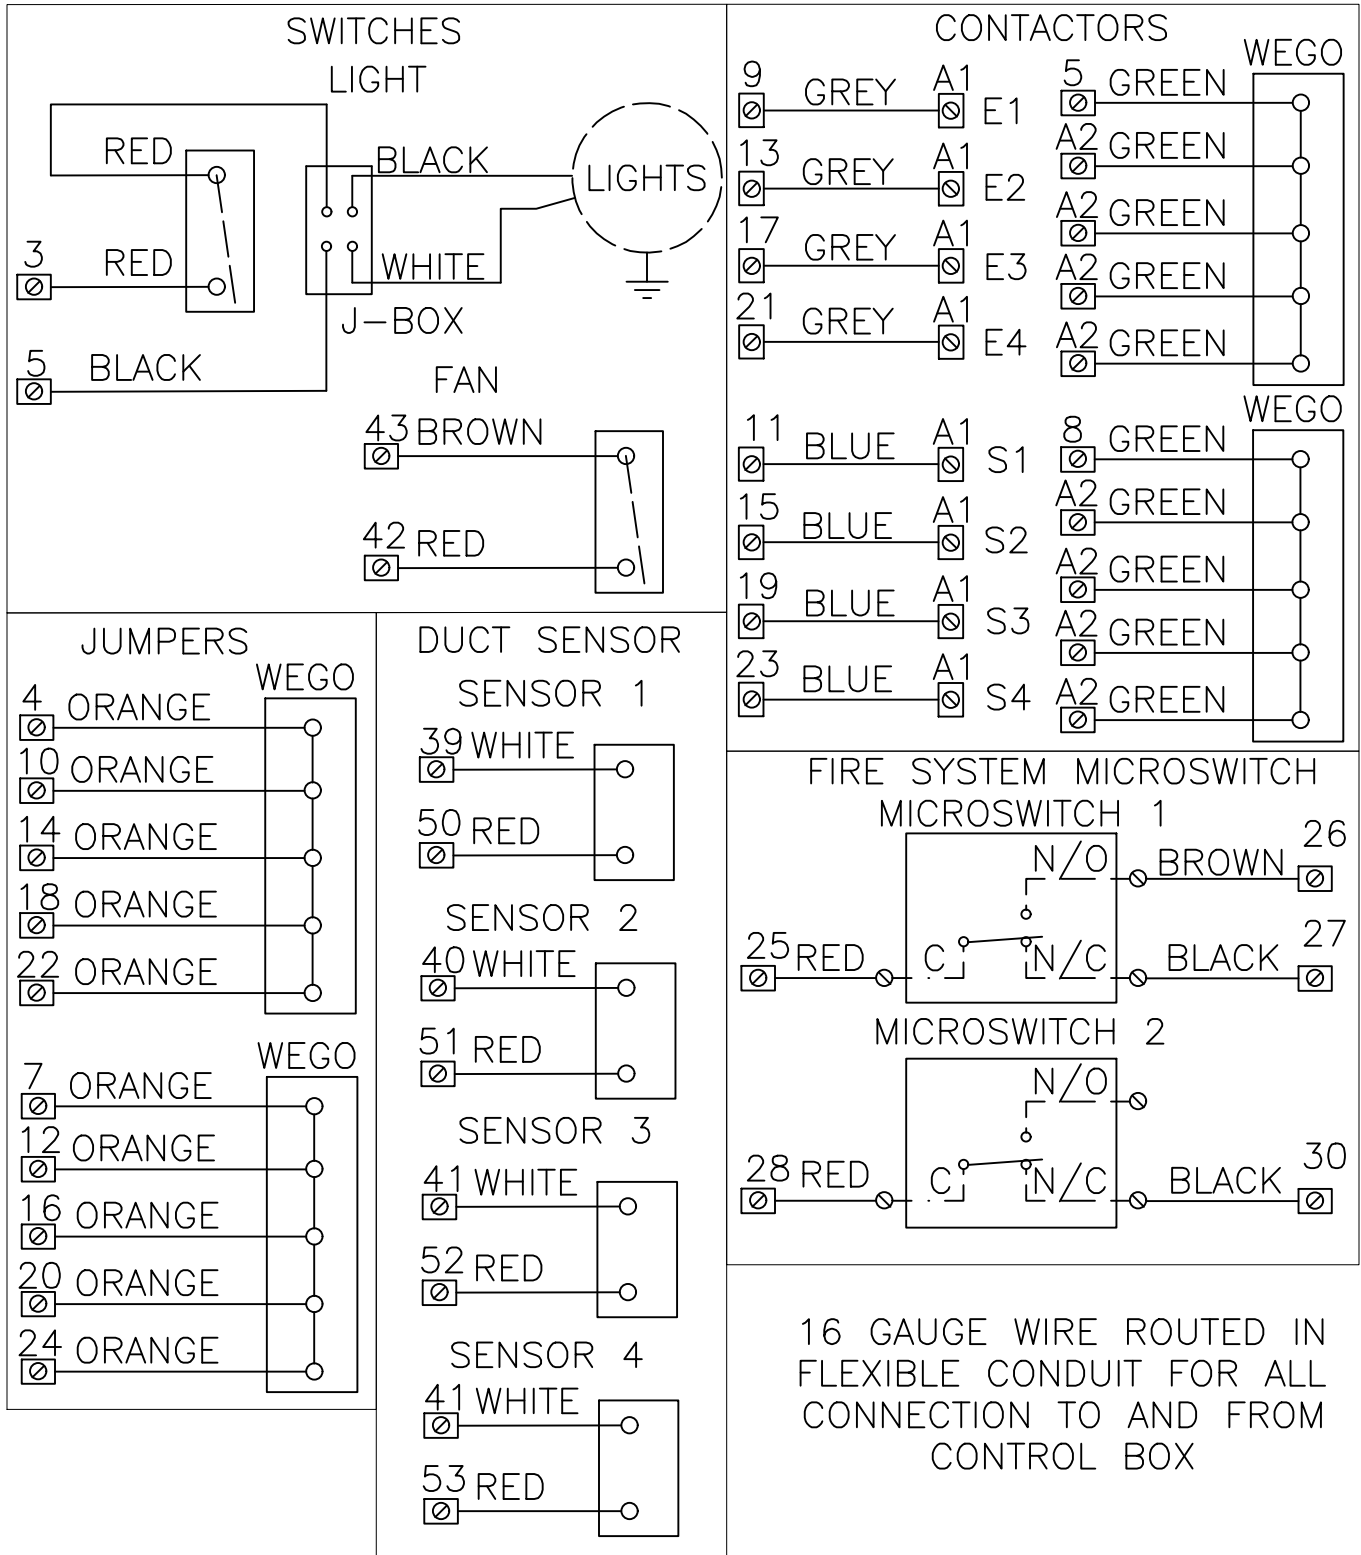 SWITCHES
LIGHT
RED
RED
3
5
BLACK
BLACK
WHITE
LIGHTS
J-BOX
FAN
43 BROWN
42 RED
CONTACTORS
9 GREY A1 E1
13 GREY A1 E2
17 GREY A1 E3
21 GREY A1 E4
WEGO
5 GREEN
A2 GREEN
A2 GREEN
A2 GREEN
A2 GREEN
11 BLUE A1 S1
15 BLUE A1 S2
19 BLUE A1 S3
23 BLUE A1 S4
WEGO
8 GREEN
A2 GREEN
A2 GREEN
A2 GREEN
A2 GREEN
JUMPERS
WEGO
4 ORANGE
10 ORANGE
14 ORANGE
18 ORANGE
22 ORANGE
WEGO
7 ORANGE
12 ORANGE
16 ORANGE
20 ORANGE
24 ORANGE
DUCT SENSOR
SENSOR 1
39 WHITE
50 RED
SENSOR 2
40 WHITE
51 RED
SENSOR 3
41 WHITE
52 RED
SENSOR 4
41 WHITE
53 RED
FIRE SYSTEM MICROSWITCH
MICROSWITCH 1
N/O BROWN 26
25 RED C N/C BLACK 27
MICROSWITCH 2
N/O
28 RED C N/C BLACK 30
16 GAUGE WIRE ROUTED IN
FLEXIBLE CONDUIT FOR ALL
CONNECTION TO AND FROM
CONTROL BOX